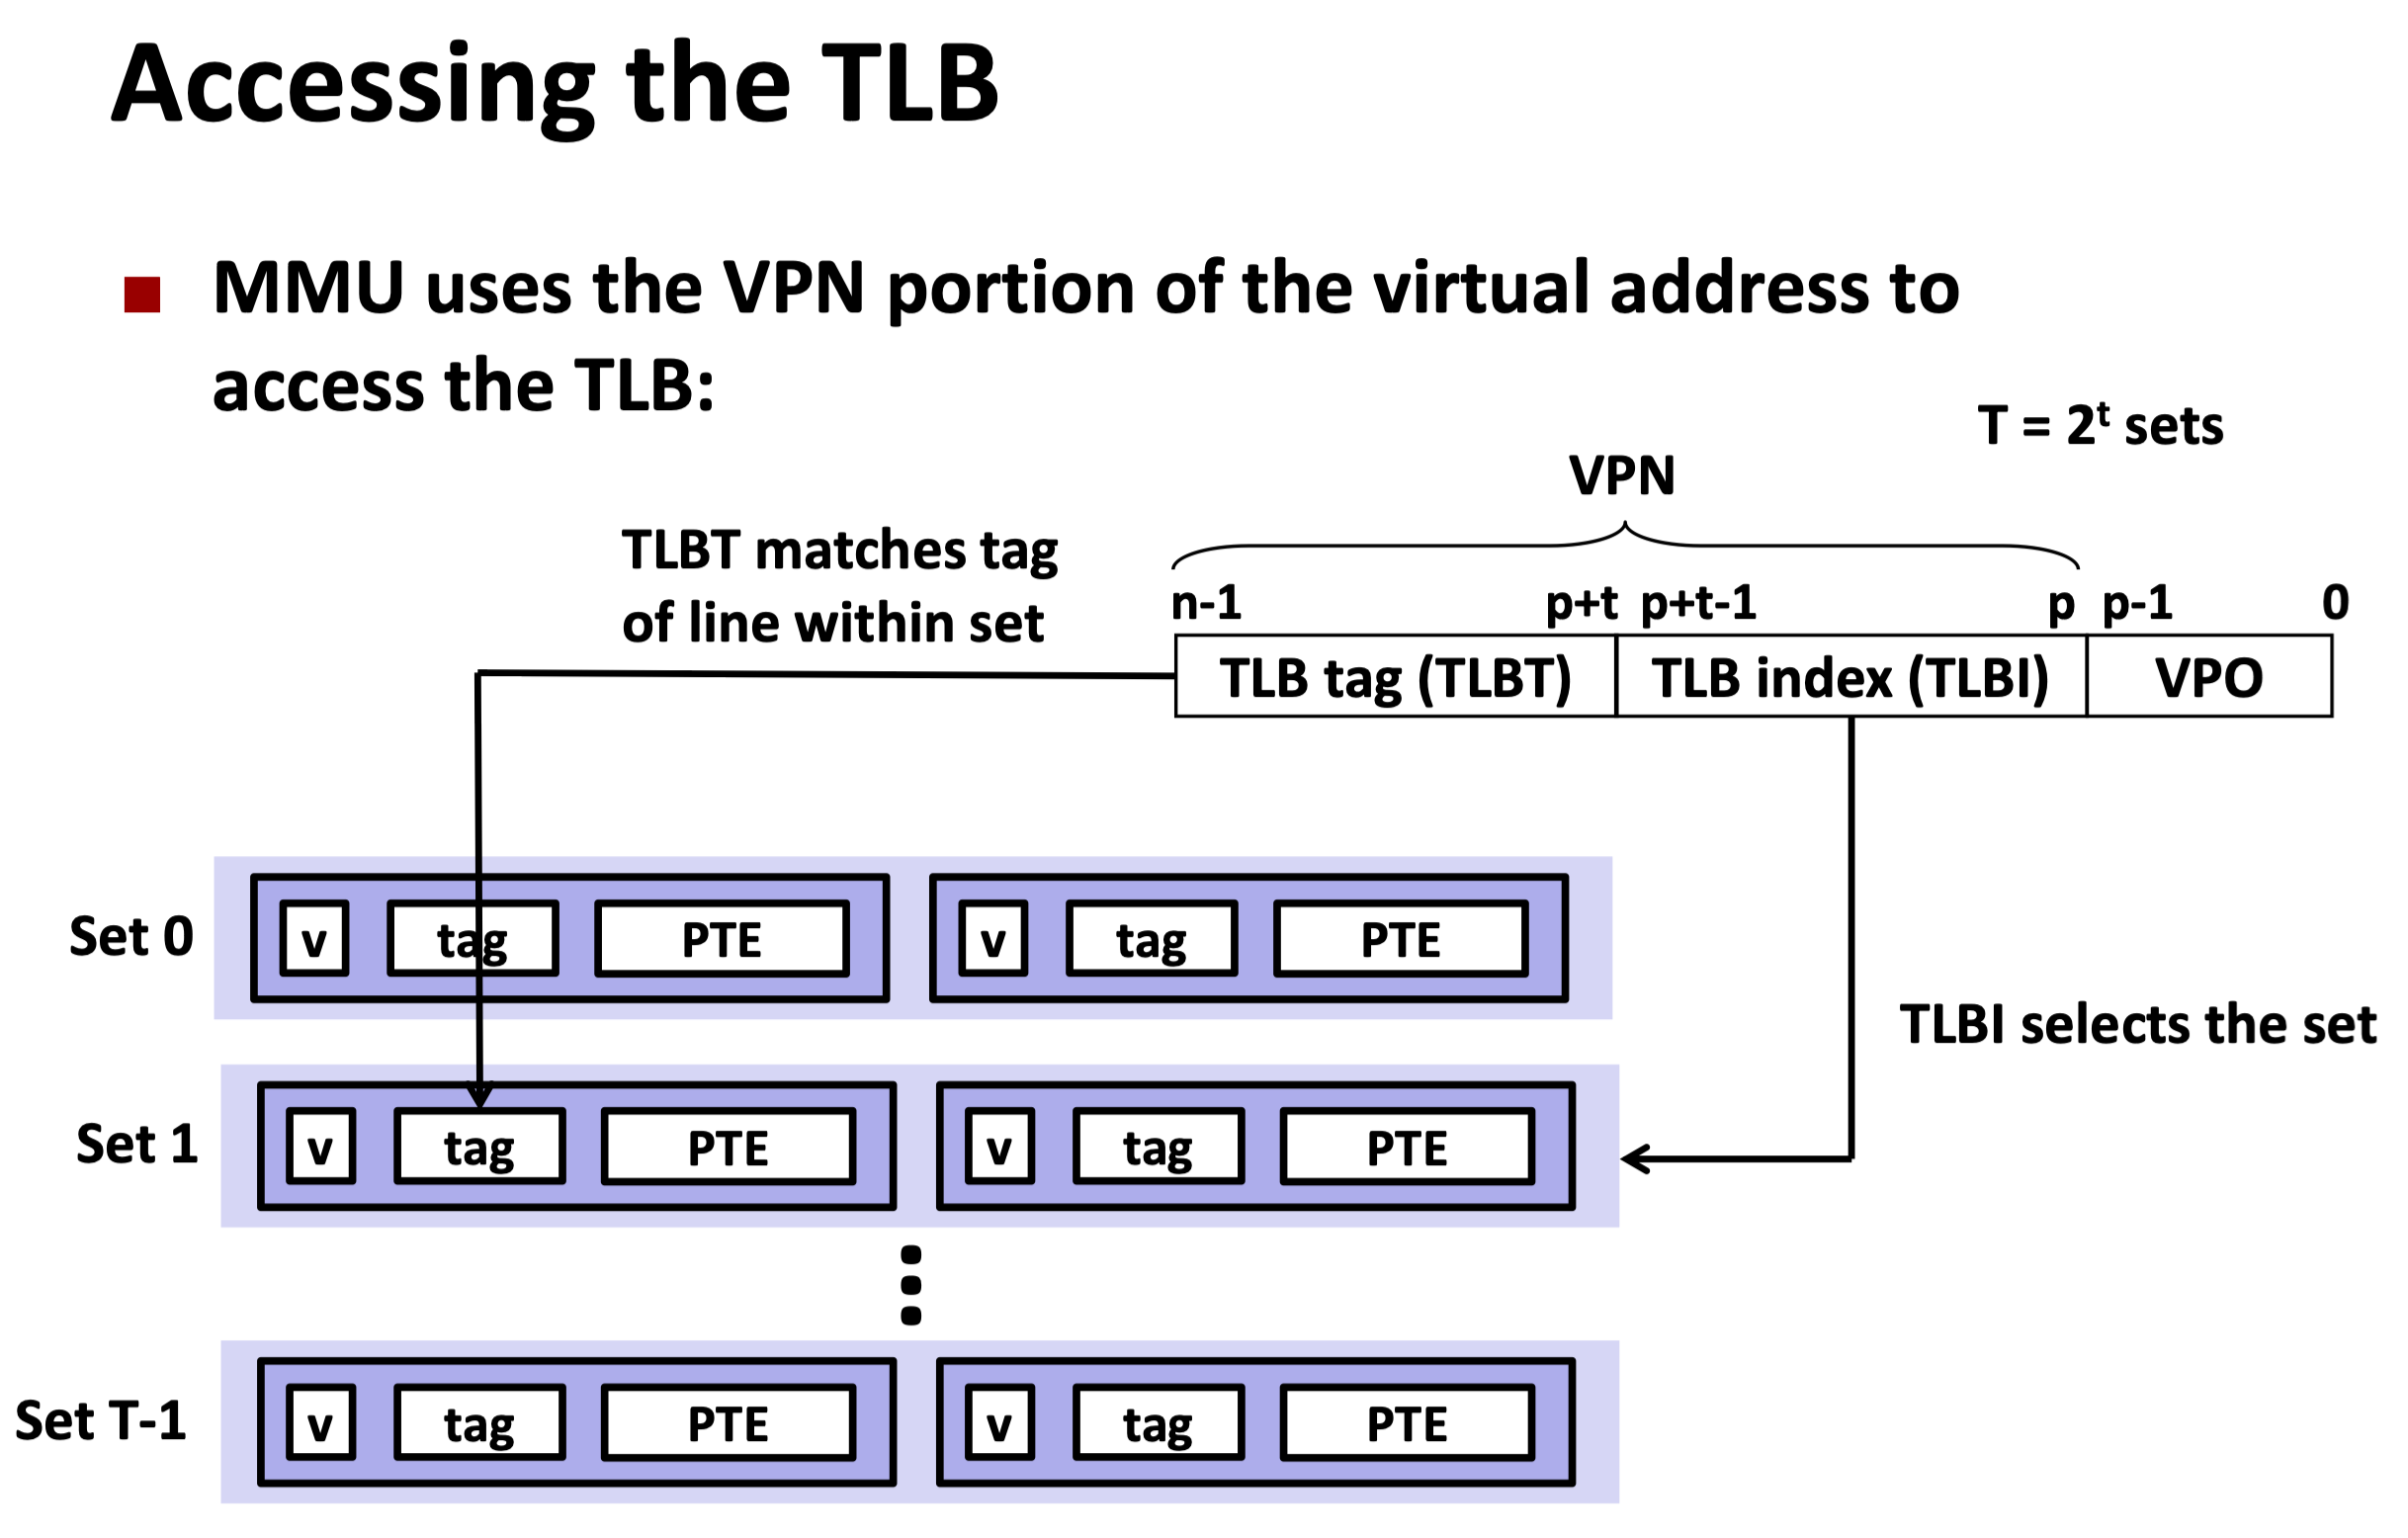 Accessing the TLB
MMU uses the VPN portion of the virtual address to
access the TLB:
T = 2^t sets
VPN
TLBT matches tag
of line within set
n-1 p+t p+t-1 p p-1 0
TLB tag (TLBT) TLB index (TLBI) VPO
Set 0 v tag PTE v tag PTE
TLBI selects the set
Set 1 v tag PTE v tag PTE
Set T-1 v tag PTE v tag PTE